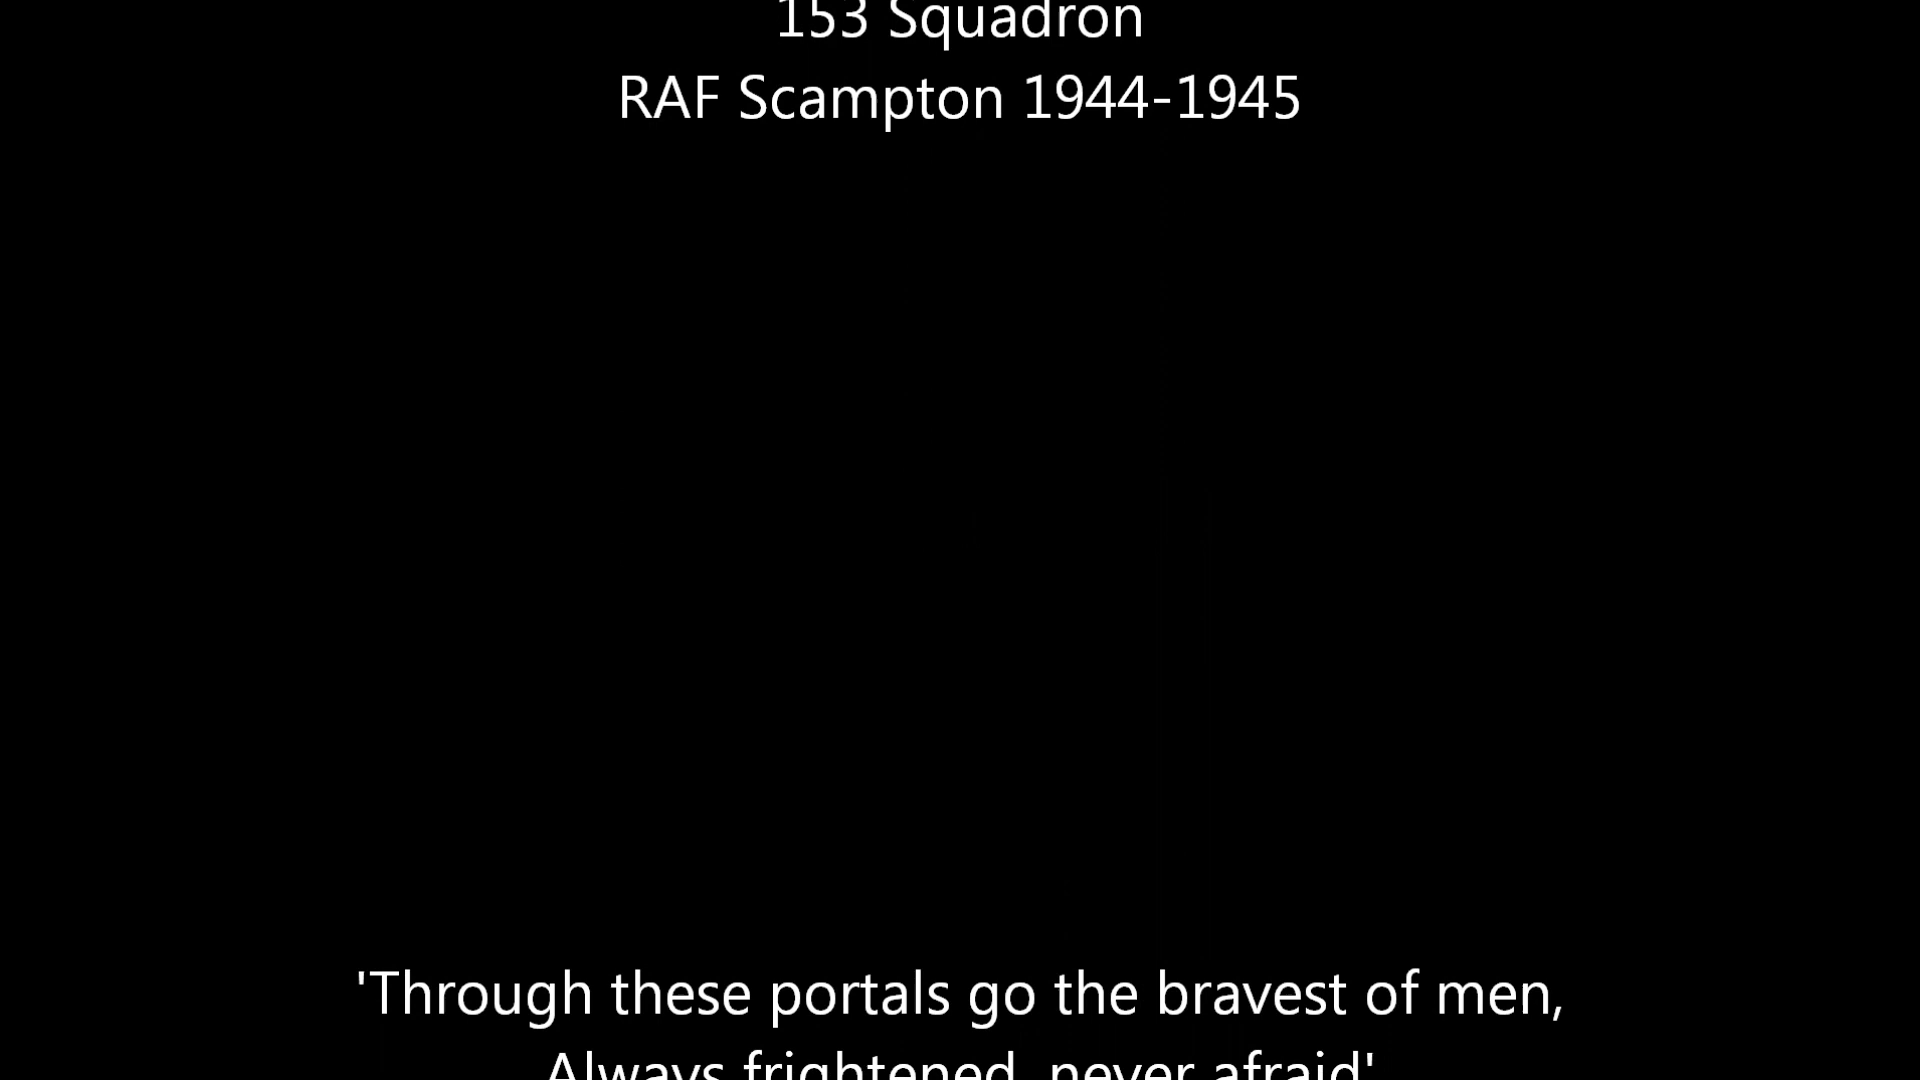 153 Squadron
RAF Scampton 1944-1945
'Through these portals go the bravest of men,
Always frightened, never afraid'